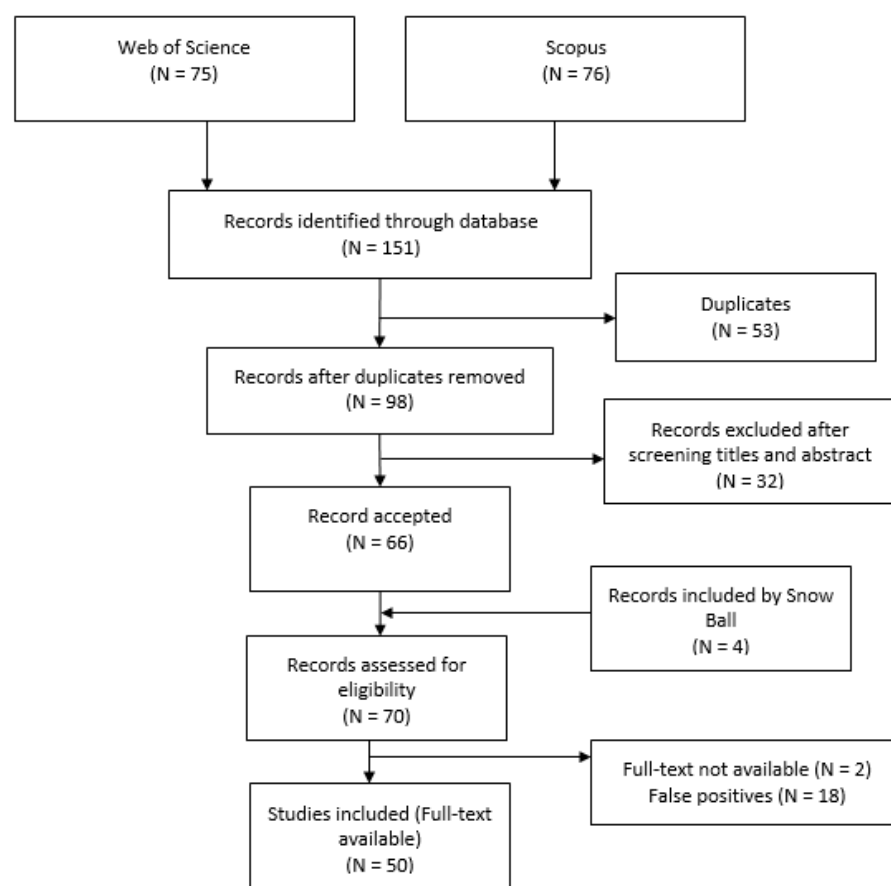 Web of Science
(N = 75)
Scopus
(N = 76)
Records identified through database
(N = 151)
Duplicates
(N = 53)
Records after duplicates removed
(N = 98)
Records excluded after
screening titles and abstract
(N = 32)
Record accepted
(N = 66)
Records included by Snow
Ball
(N = 4)
Records assessed for
eligibility
(N = 70)
Full-text not available (N = 2)
False positives (N = 18)
Studies included (Full-text
available)
(N = 50)